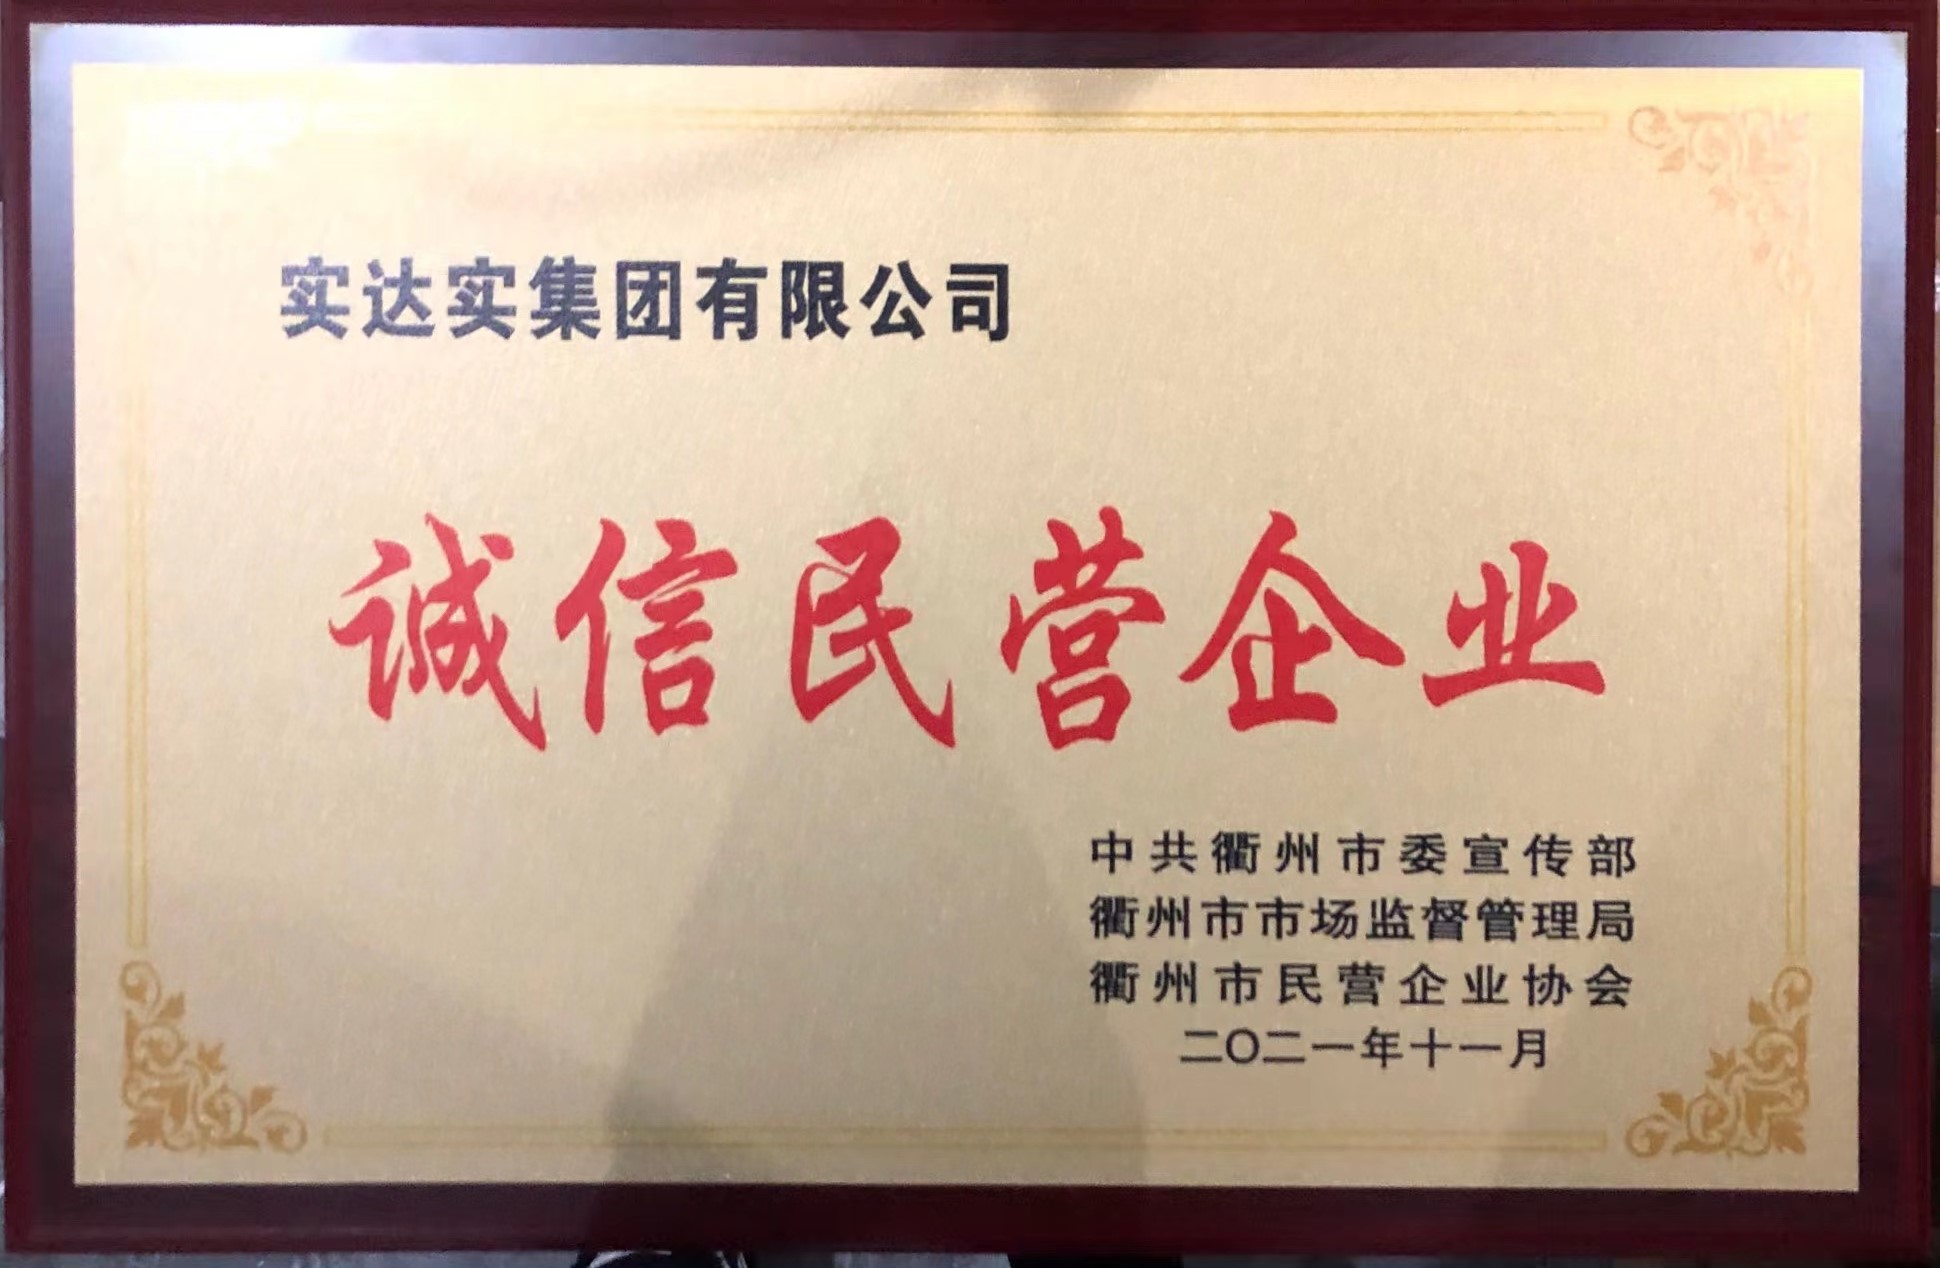 实达实集团有限公司
诚信民营企业
中共衢州市委宣传部
衢州市市场监督管理局
衢州市民营企业协会
二〇二一年十一月